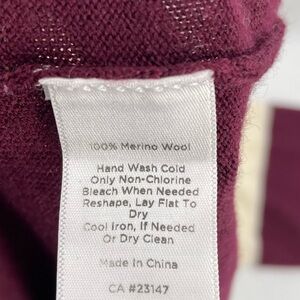 100% Merino Wool
Hand Wash Cold
Only Non-Chlorine
Bleach When Needed
Reshape, Lay Flat To
Dry
Cool Iron, If Needed
Or Dry Clean
Made In China
CA #23147